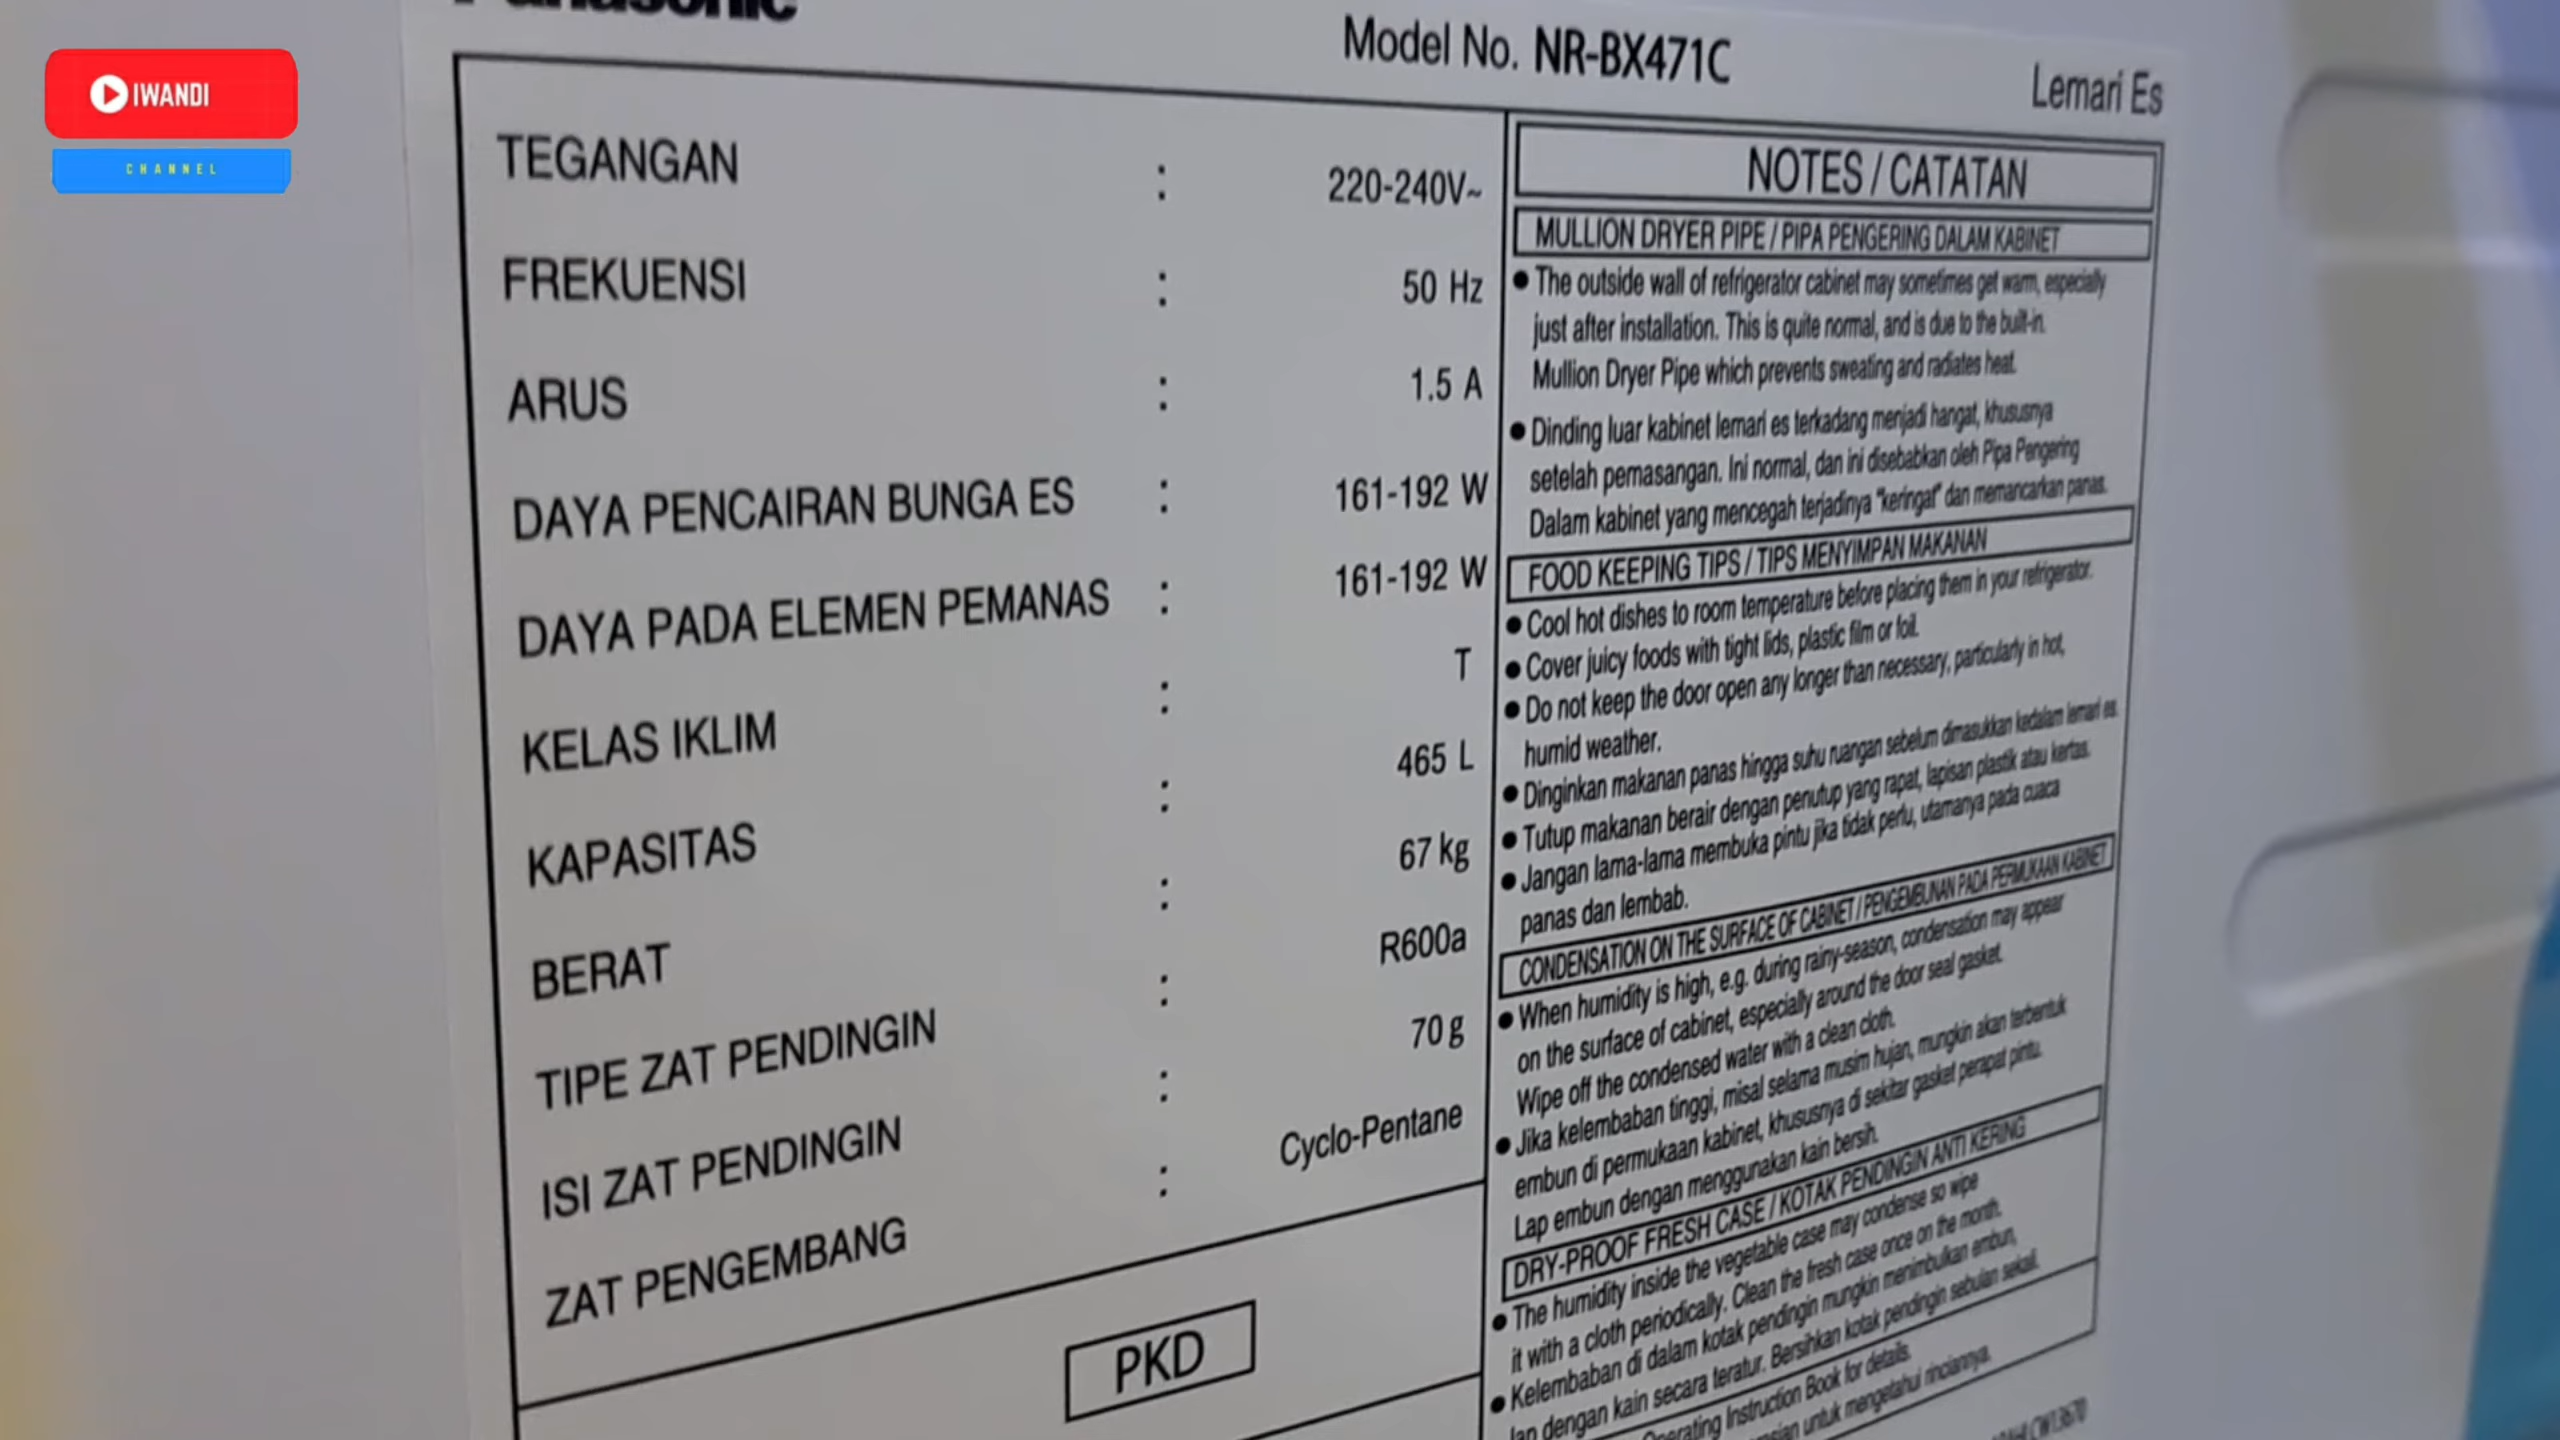 Panasonic
IWANDI
CHANNEL
Model No. NR-BX471C
Lemari Es
TEGANGAN : 220-240V~
FREKUENSI : 50 Hz
ARUS : 1.5 A
DAYA PENCAIRAN BUNGA ES : 161-192 W
DAYA PADA ELEMEN PEMANAS : 161-192 W
KELAS IKLIM : T
KAPASITAS : 465 L
BERAT : 67 kg
TIPE ZAT PENDINGIN : R600a
ISI ZAT PENDINGIN : 70 g
ZAT PENGEMBANG : Cyclo-Pentane
PKD
NOTES / CATATAN
MULLION DRYER PIPE / PIPA PENGERING DALAM KABINET
● The outside wall of refrigerator cabinet may sometimes get warm, especially
just after installation. This is quite normal, and is due to the built-in.
Mullion Dryer Pipe which prevents sweating and radiates heat.
● Dinding luar kabinet lemari es terkadang menjadi hangat, khususnya
setelah pemasangan. Ini normal, dan ini disebabkan oleh Pipa Pengering
Dalam kabinet yang mencegah terjadinya "keringat" dan memancarkan panas.
FOOD KEEPING TIPS / TIPS MENYIMPAN MAKANAN
● Cool hot dishes to room temperature before placing them in your refrigerator.
● Cover juicy foods with tight lids, plastic film or foil.
● Do not keep the door open any longer than necessary, particularly in hot,
humid weather.
● Dinginkan makanan panas hingga suhu ruangan sebelum dimasukkan kedalam lemari es.
● Tutup makanan berair dengan penutup yang rapat, lapisan plastik atau kertas.
● Jangan lama-lama membuka pintu jika tidak perlu, utamanya pada cuaca
panas dan lembab.
CONDENSATION ON THE SURFACE OF CABINET / PENGEMBUNAN PADA PERMUKAAN KABINET
● When humidity is high, e.g. during rainy-season, condensation may appear
on the surface of cabinet, especially around the door seal gasket.
Wipe off the condensed water with a clean cloth.
● Jika kelembaban tinggi, misal selama musim hujan, mungkin akan terbentuk
embun di permukaan kabinet, khususnya di sekitar gasket perapat pintu.
Lap embun dengan menggunakan kain bersih.
DRY-PROOF FRESH CASE / KOTAK PENDINGIN ANTI KERING
● The humidity inside the vegetable case may condense so wipe
it with a cloth periodically. Clean the fresh case once on the month.
● Kelembaban di dalam kotak pendingin mungkin menimbulkan embun,
lap dengan kain secara teratur. Bersihkan kotak pendingin sebulan sekali.
Operating Instruction Book for details.
untuk mengetahui rinciannya.